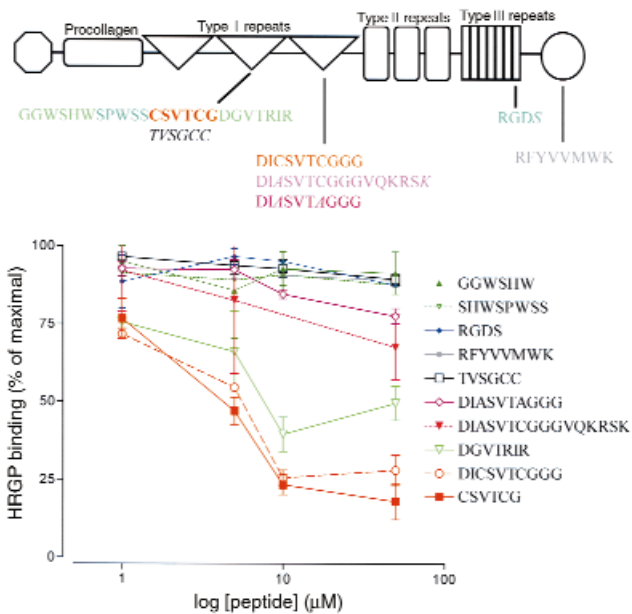 Procollagen Type I repeats Type II repeats Type III repeats
GGWSHWSPWSSCSVTCGDGVTRIR
TVSGCC
RGDS
DICSVTCGGG
DIASVTCGGGVQKRSK
DIASVTAGGG
RFYVVMWK
100
75
50
25
0
HRGP binding (% of maximal)
GGWSHW
SHWSPWSS
RGDS
RFYVVMWK
TVSGCC
DIASVTAGGG
DIASVTCGGGVQKRSK
DGVTRIR
DICSVTCGGG
CSVTCG
1 10 100
log [peptide] (μM)